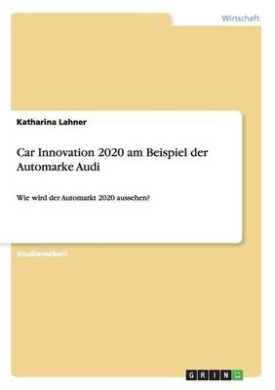 Wirtschaft
Katharina Lahner
Car Innovation 2020 am Beispiel der
Automarke Audi
Wie wird der Automarkt 2020 aussehen?
Studienarbeit
GRIN